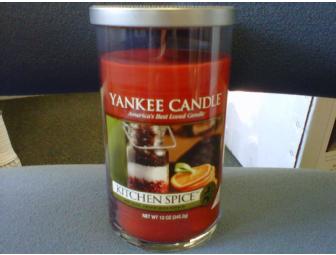 YANKEE CANDLE
America's Best Loved Candle
KITCHEN SPICE
NET WT 12 OZ (340.2g)